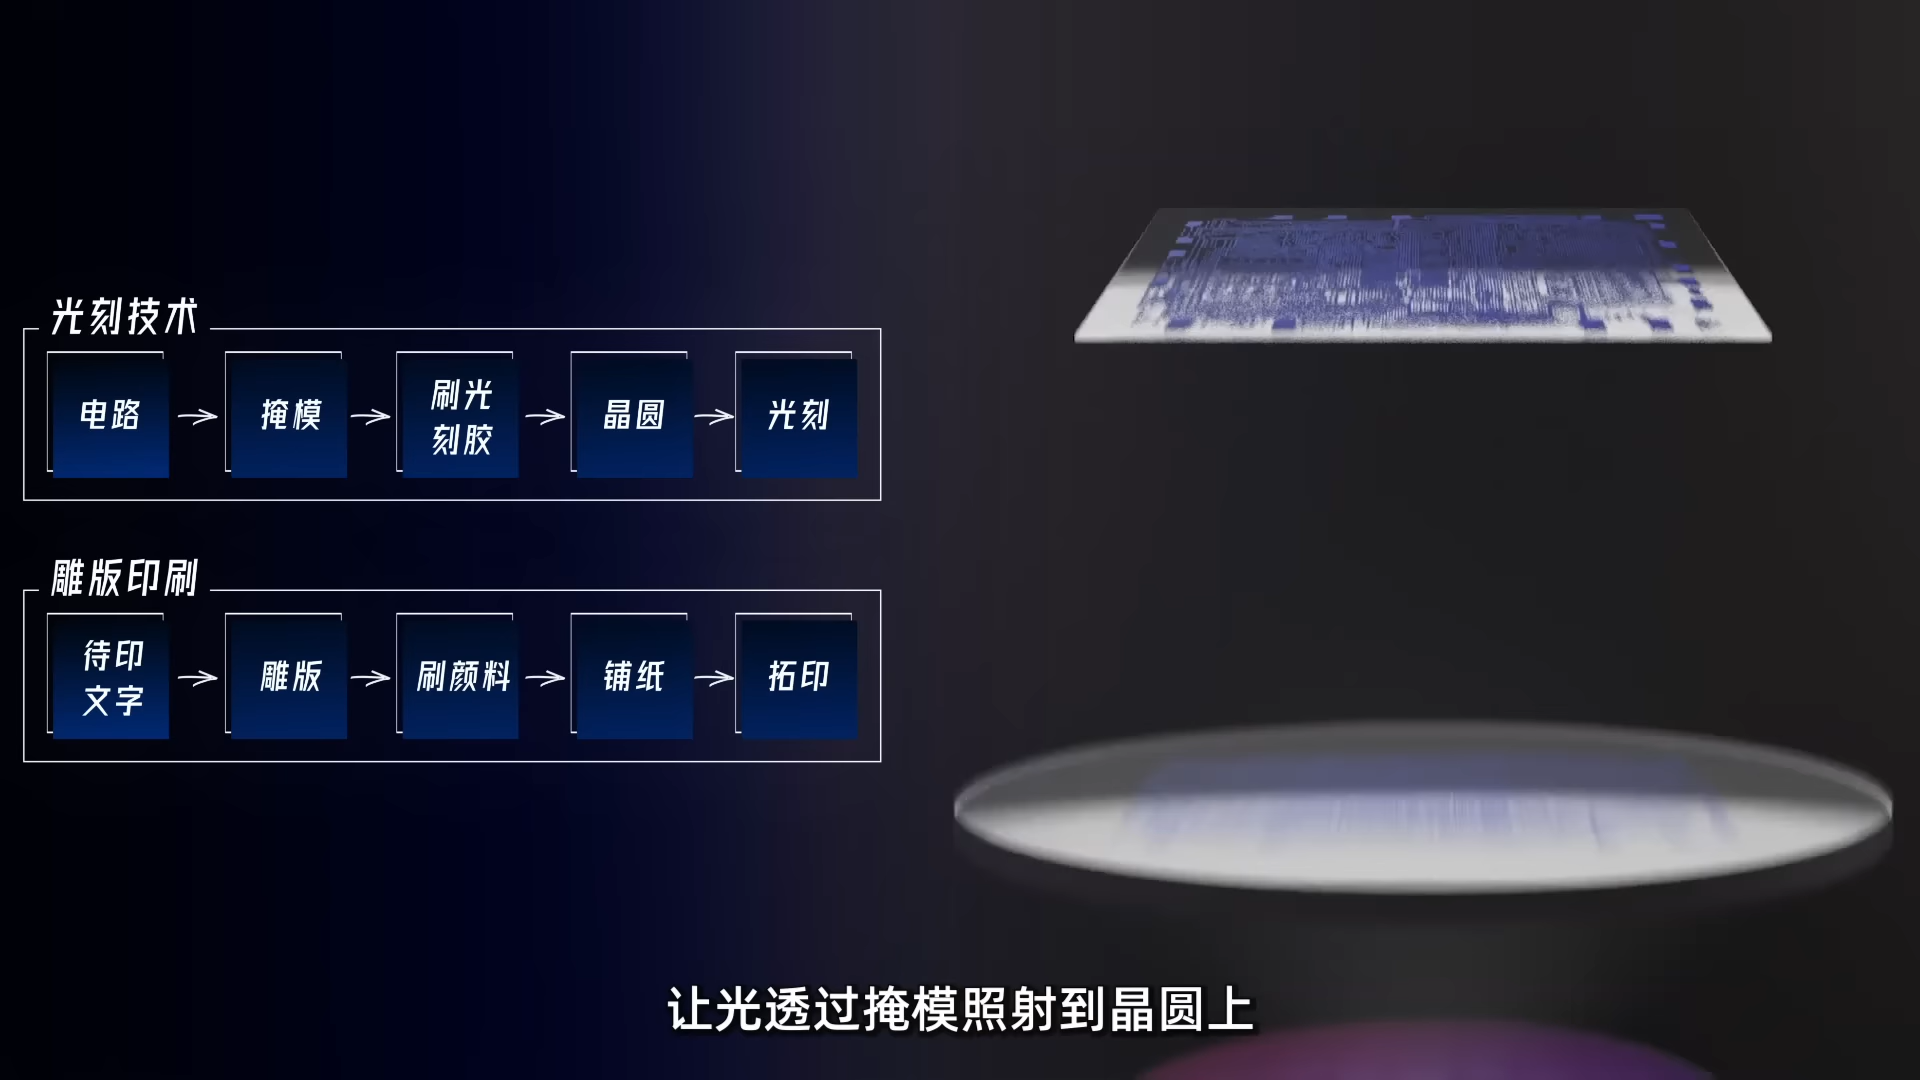 光刻技术
电路
掩模
刷光
刻胶
晶圆
光刻
雕版印刷
待印
文字
雕版
刷颜料
铺纸
拓印
让光透过掩模照射到晶圆上